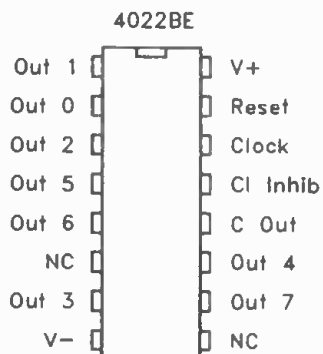 4022BE
Out 1 V+
Out 0 Reset
Out 2 Clock
Out 5 Cl Inhib
Out 6 C Out
NC Out 4
Out 3 Out 7
V- NC